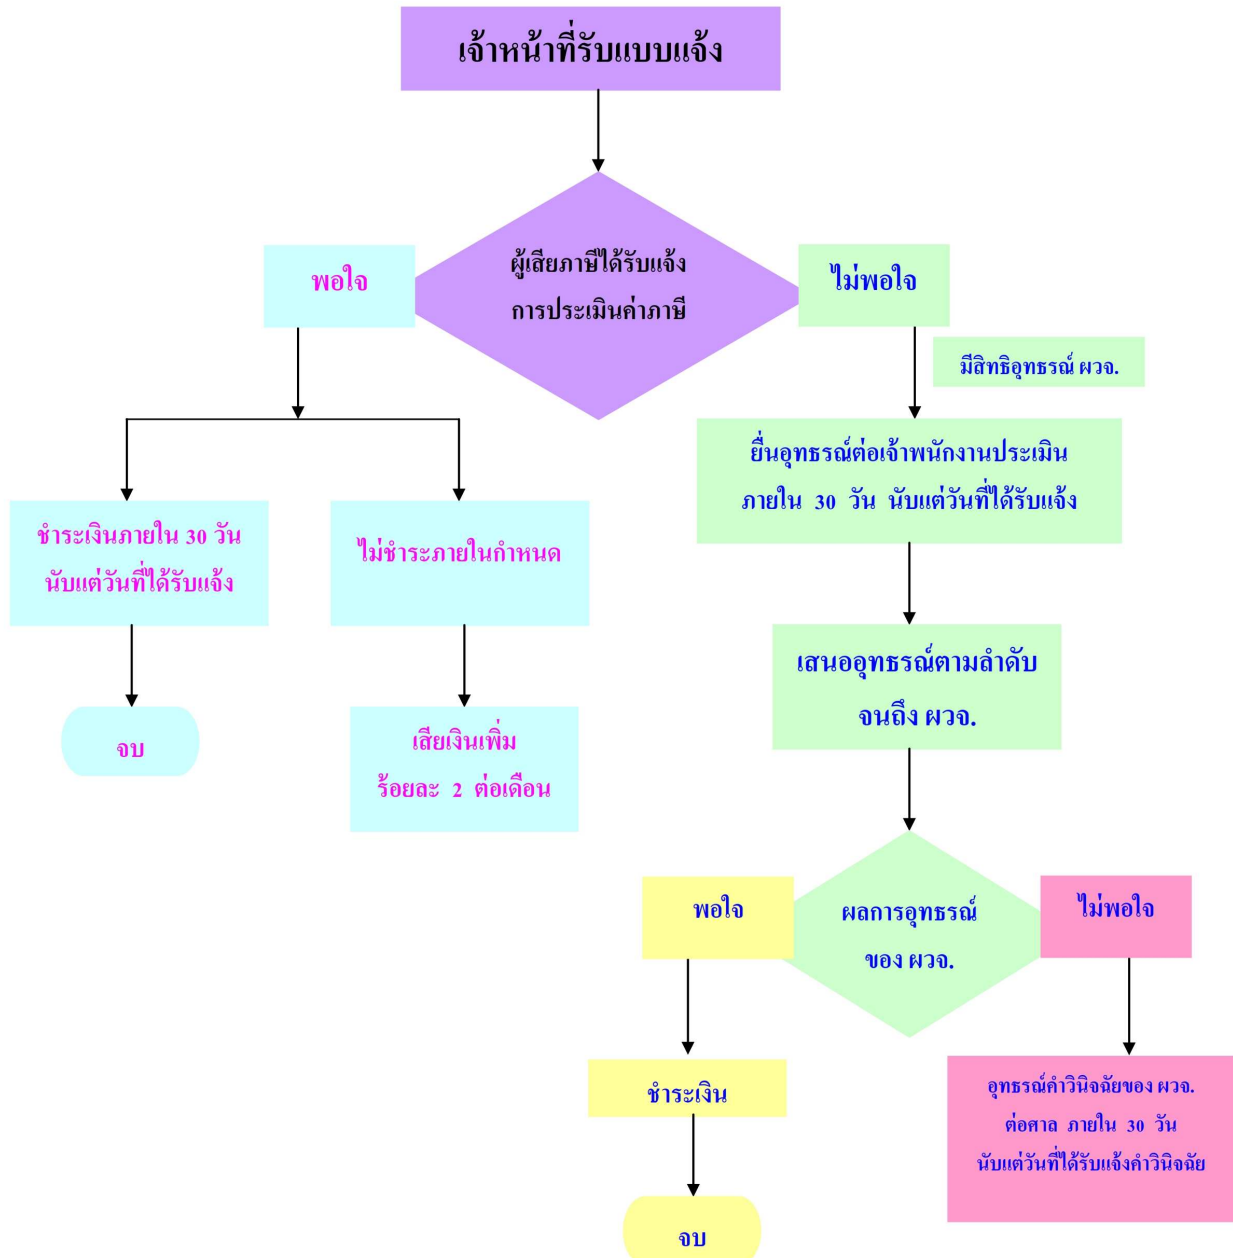 เจ้าหน้าที่รับแบบแจ้ง
ผู้เสียภาษีได้รับแจ้ง
การประเมินค่าภาษี
พอใจ
ไม่พอใจ
มีสิทธิอุทธรณ์ ผวจ.
ชำระเงินภายใน 30 วัน
นับแต่วันที่ได้รับแจ้ง
ไม่ชำระภายในกำหนด
ยื่นอุทธรณ์ต่อเจ้าพนักงานประเมิน
ภายใน 30 วัน นับแต่วันที่ได้รับแจ้ง
จบ
เสียเงินเพิ่ม
ร้อยละ 2 ต่อเดือน
เสนออุทธรณ์ตามลำดับ
จนถึง ผวจ.
พอใจ
ผลการอุทธรณ์
ของ ผวจ.
ไม่พอใจ
ชำระเงิน
จบ
อุทธรณ์คำวินิจฉัยของ ผวจ.
ต่อศาล ภายใน 30 วัน
นับแต่วันที่ได้รับแจ้งคำวินิจฉัย